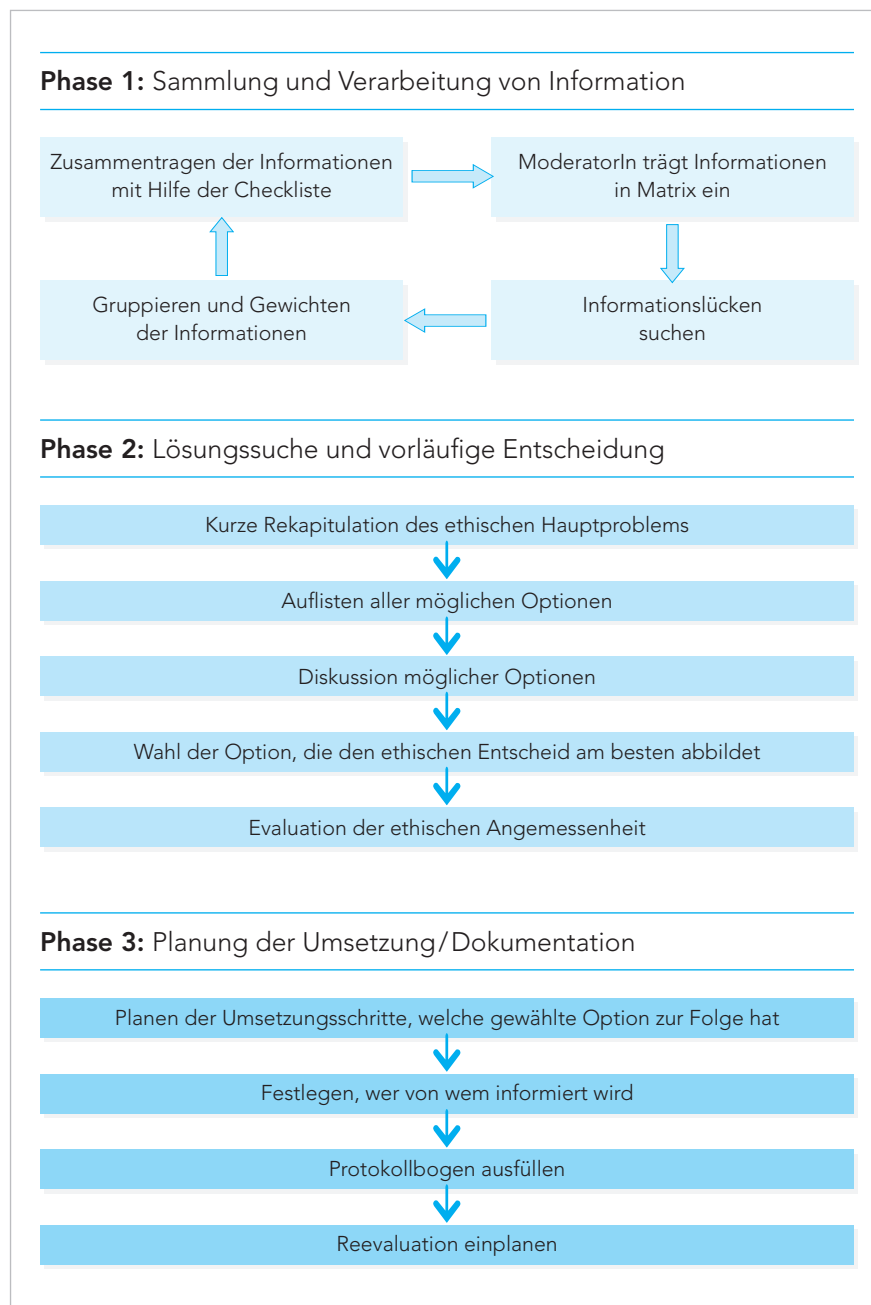 Phase 1: Sammlung und Verarbeitung von Information
Zusammentragen der Informationen
mit Hilfe der Checkliste
ModeratorIn trägt Informationen
in Matrix ein
Gruppieren und Gewichten
der Informationen
Informationslücken
suchen
Phase 2: Lösungssuche und vorläufige Entscheidung
Kurze Rekapitulation des ethischen Hauptproblems
Auflisten aller möglichen Optionen
Diskussion möglicher Optionen
Wahl der Option, die den ethischen Entscheid am besten abbildet
Evaluation der ethischen Angemessenheit
Phase 3: Planung der Umsetzung/Dokumentation
Planen der Umsetzungsschritte, welche gewählte Option zur Folge hat
Festlegen, wer von wem informiert wird
Protokollbogen ausfüllen
Reevaluation einplanen